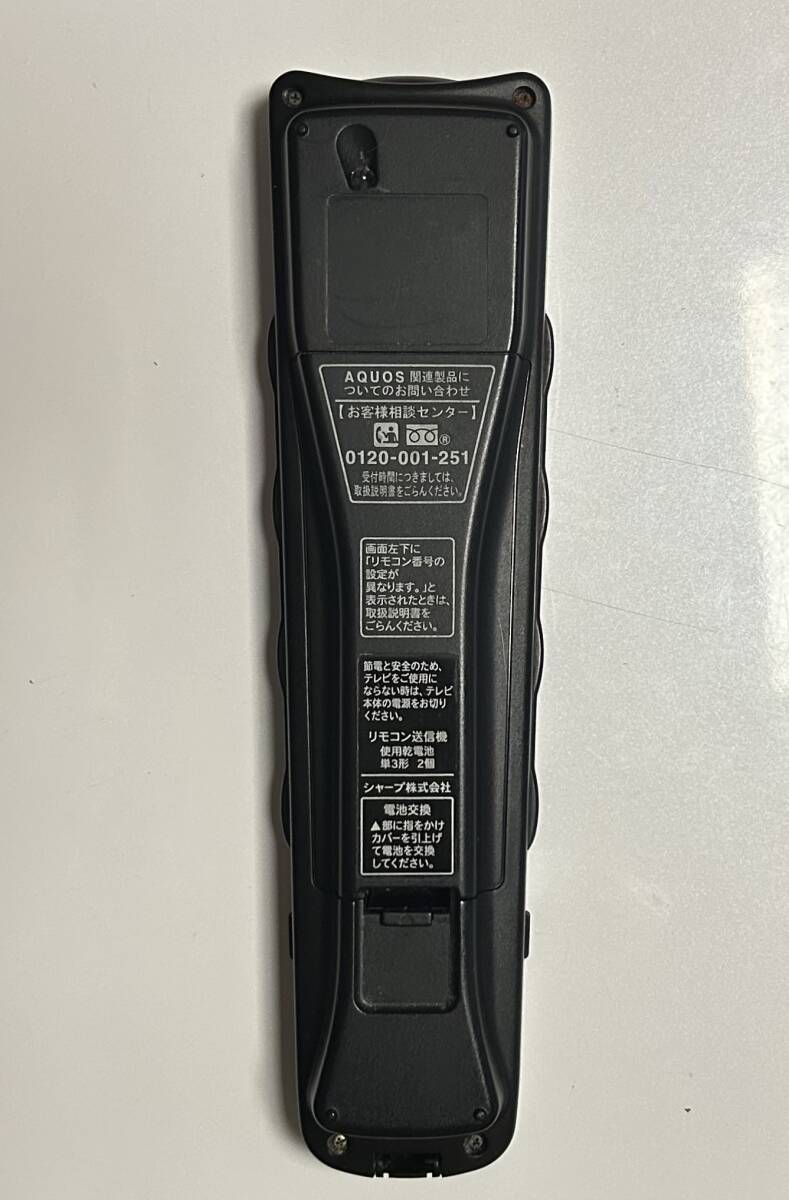 AQUOS 関連製品に
ついてのお問い合わせ
【お客様相談センター】
®
0120-001-251
受付時間につきましては、
取扱説明書をごらんください。
画面左下に
「リモコン番号の
設定が
異なります。」と
表示されたときは、
取扱説明書を
ごらんください。
節電と安全のため、
テレビをご使用に
ならない時は、テレビ
本体の電源をお切り
ください。
リモコン送信機
使用乾電池
単3形 2個
シャープ株式会社
電池交換
▲部に指をかけ
カバーを引上げ
て電池を交換
してください。